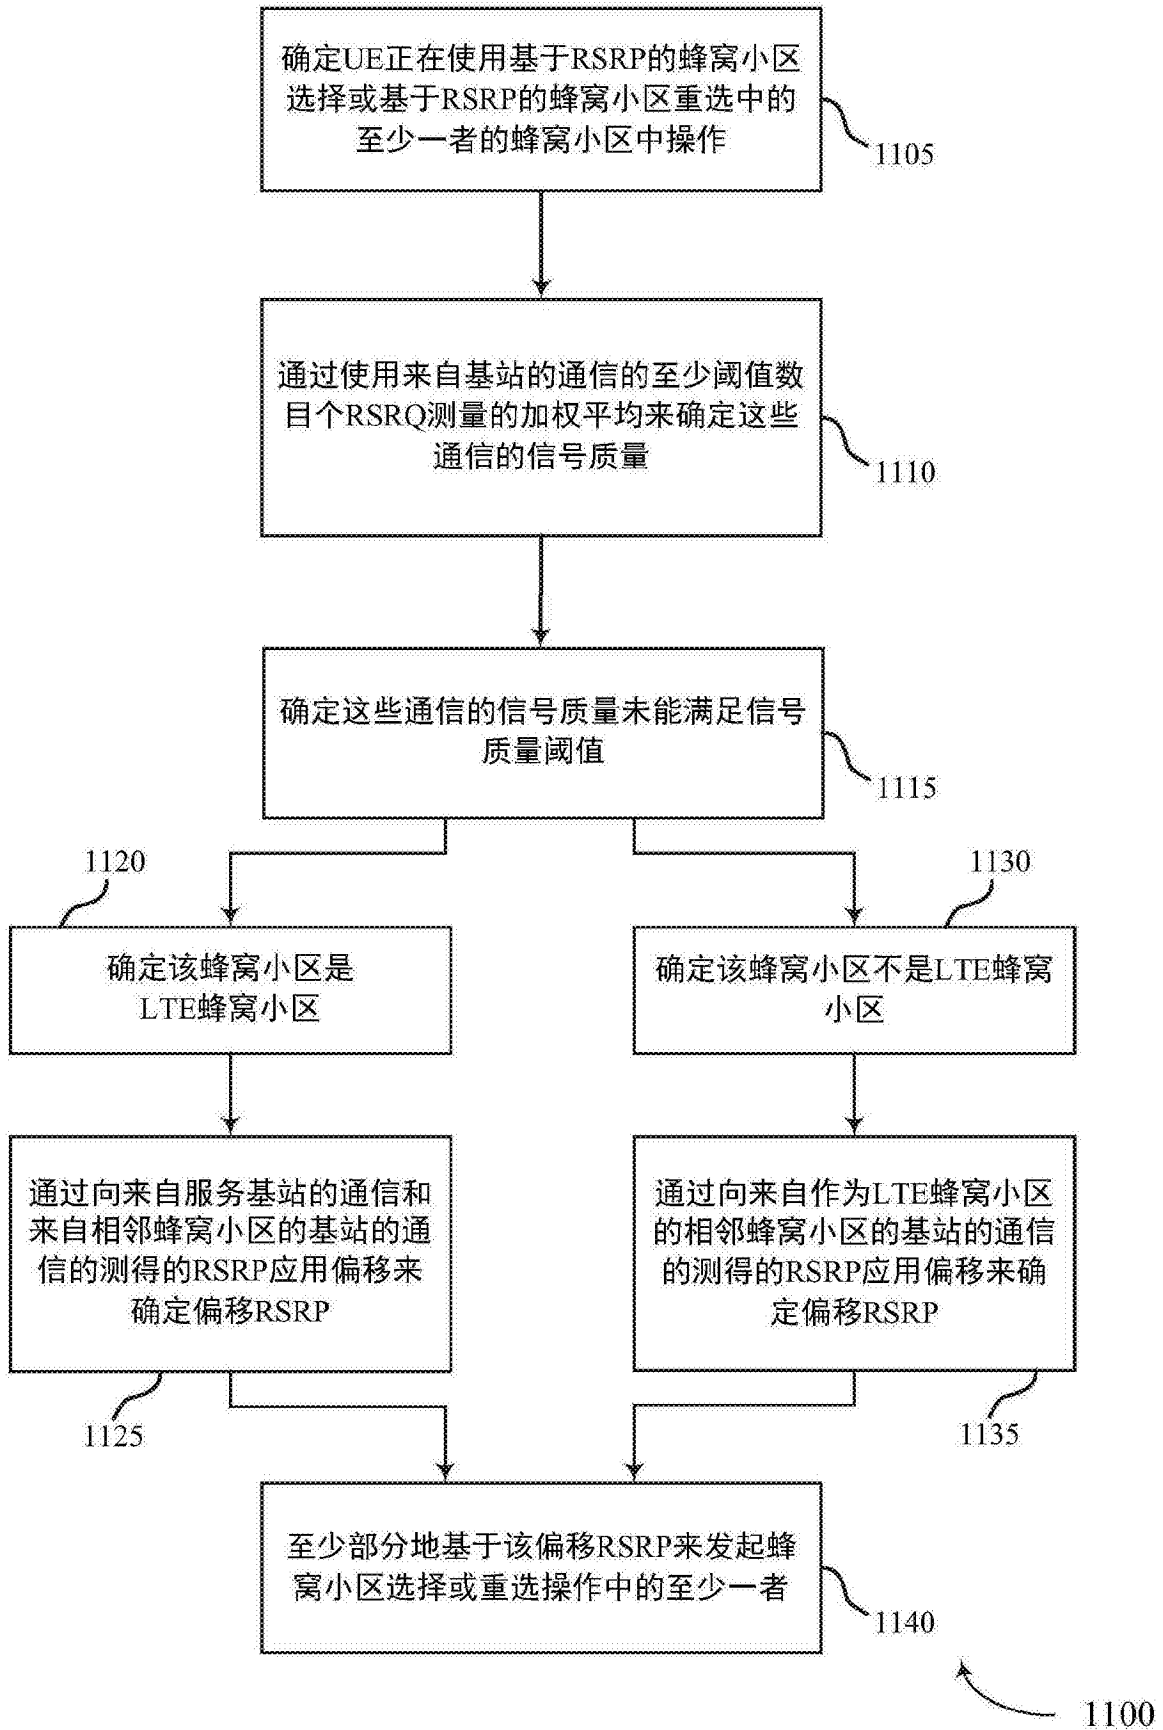 确定UE正在使用基于RSRP的蜂窝小区
选择或基于RSRP的蜂窝小区重选中的
至少一者的蜂窝小区中操作
1105
通过使用来自基站的通信的至少阈值数
目个RSRQ测量的加权平均来确定这些
通信的信号质量
1110
确定这些通信的信号质量未能满足信号
质量阈值
1115
1120
确定该蜂窝小区是
LTE蜂窝小区
1130
确定该蜂窝小区不是LTE蜂窝
小区
通过向来自服务基站的通信和
来自相邻蜂窝小区的基站的通
信的测得的RSRP应用偏移来
确定偏移RSRP
1125
通过向来自作为LTE蜂窝小区
的相邻蜂窝小区的基站的通信
的测得的RSRP应用偏移来确
定偏移RSRP
1135
至少部分地基于该偏移RSRP来发起蜂
窝小区选择或重选操作中的至少一者
1140
1100